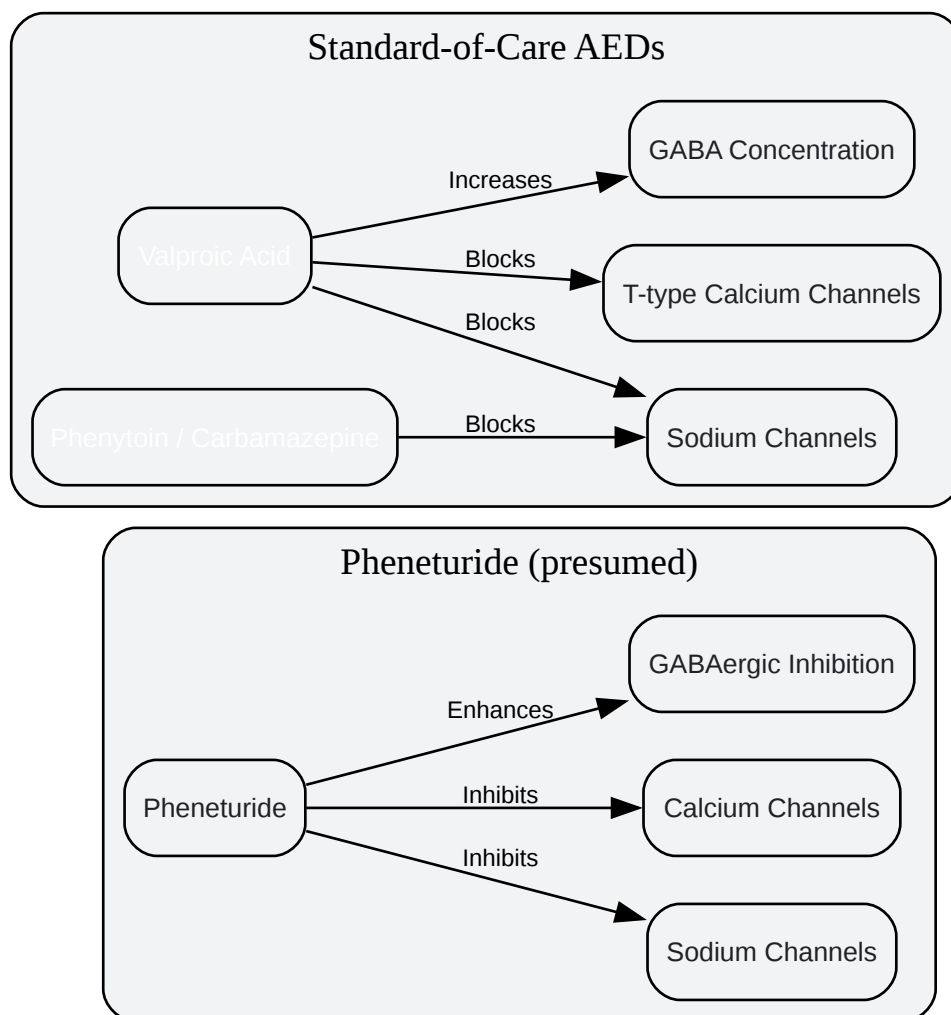 Standard-of-Care AEDs
GABA Concentration
Increases
Valproic Acid
Blocks
T-type Calcium Channels
Blocks
Phenytoin / Carbamazepine
Blocks
Sodium Channels
Pheneturide (presumed)
GABAergic Inhibition
Enhances
Pheneturide
Inhibits
Calcium Channels
Inhibits
Sodium Channels